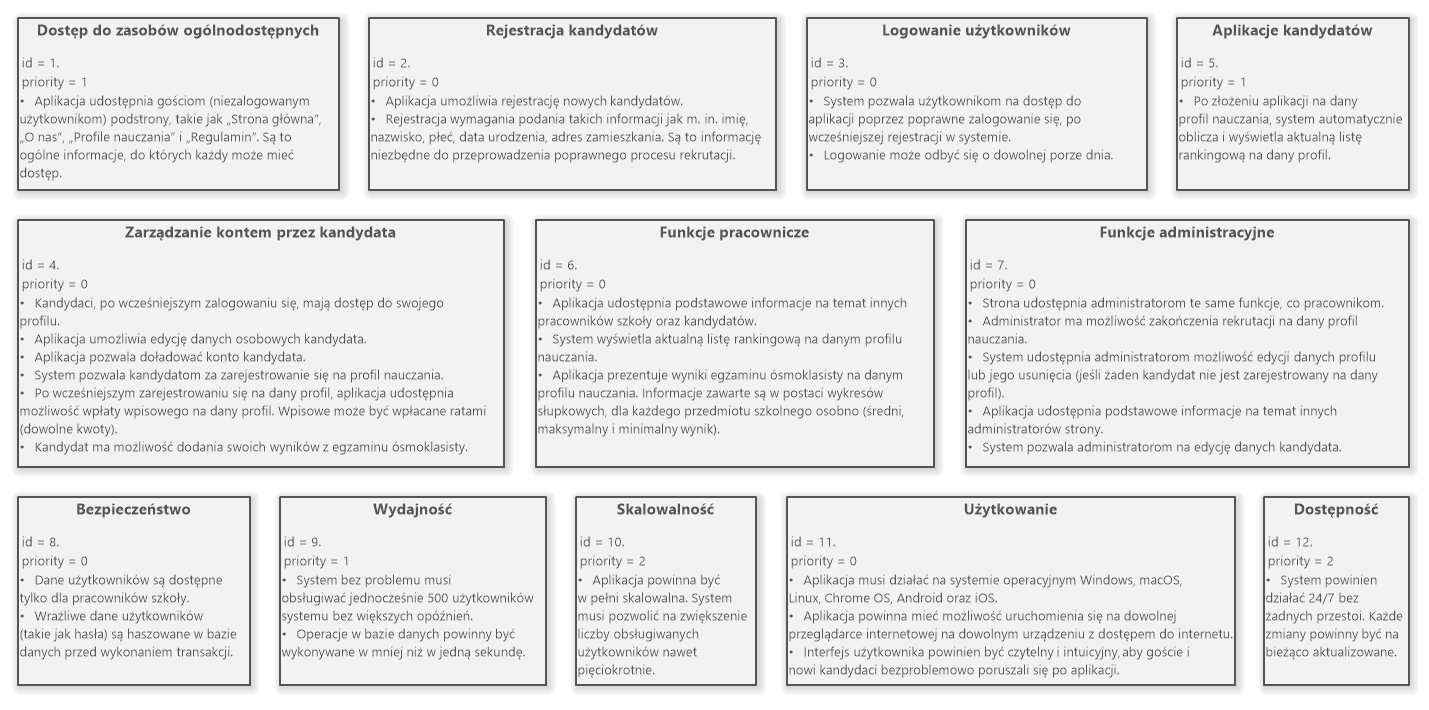 Dostęp do zasobów ogólnodostępnych
id = 1.
priority = 1
• Aplikacja udostępnia gościom (niezalogowanym
użytkownikom) podstrony, takie jak „Strona główna”,
„O nas”, „Profile nauczania” i „Regulamin”. Są to
ogólne informacje, do których każdy może mieć
dostęp.
Rejestracja kandydatów
id = 2.
priority = 0
• Aplikacja umożliwia rejestrację nowych kandydatów.
• Rejestracja wymagania podania takich informacji jak m. in. imię,
nazwisko, płeć, data urodzenia, adres zamieszkania. Są to informację
niezbędne do przeprowadzenia poprawnego procesu rekrutacji.
Logowanie użytkowników
id = 3.
priority = 0
• System pozwala użytkownikom na dostęp do
aplikacji poprzez poprawne zalogowanie się, po
wcześniejszej rejestracji w systemie.
• Logowanie może odbyć się o dowolnej porze dnia.
Aplikacje kandydatów
id = 5.
priority = 1
• Po złożeniu aplikacji na dany
profil nauczania, system automatycznie
oblicza i wyświetla aktualną listę
rankingową na dany profil.
Zarządzanie kontem przez kandydata
id = 4.
priority = 0
• Kandydaci, po wcześniejszym zalogowaniu się, mają dostęp do swojego
profilu.
• Aplikacja umożliwia edycję danych osobowych kandydata.
• Aplikacja pozwala doładować konto kandydata.
• System pozwala kandydatom za zarejestrowanie się na profil nauczania.
• Po wcześniejszym zarejestrowaniu się na dany profil, aplikacja udostępnia
możliwość wpłaty wpisowego na dany profil. Wpisowe może być wpłacane ratami
(dowolne kwoty).
• Kandydat ma możliwość dodania swoich wyników z egzaminu ósmoklasisty.
Funkcje pracownicze
id = 6.
priority = 0
• Aplikacja udostępnia podstawowe informacje na temat innych
pracowników szkoły oraz kandydatów.
• System wyświetla aktualną listę rankingową na danym profilu
nauczania.
• Aplikacja prezentuje wyniki egzaminu ósmoklasisty na danym
profilu nauczania. Informacje zawarte są w postaci wykresów
słupkowych, dla każdego przedmiotu szkolnego osobno (średni,
maksymalny i minimalny wynik).
Funkcje administracyjne
id = 7.
priority = 0
• Strona udostępnia administratorom te same funkcje, co pracownikom.
• Administrator ma możliwość zakończenia rekrutacji na dany profil
nauczania.
• System udostępnia administratorom możliwość edycji danych profilu
lub jego usunięcia (jeśli żaden kandydat nie jest zarejestrowany na dany
profil).
• Aplikacja udostępnia podstawowe informacje na temat innych
administratorów strony.
• System pozwala administratorom na edycję danych kandydata.
Bezpieczeństwo
id = 8.
priority = 0
• Dane użytkowników są dostępne
tylko dla pracowników szkoły.
• Wrażliwe dane użytkowników
(takie jak hasła) są haszowane w bazie
danych przed wykonaniem transakcji.
Wydajność
id = 9.
priority = 1
• System bez problemu musi
obsługiwać jednocześnie 500 użytkowników
systemu bez większych opóźnień.
• Operacje w bazie danych powinny być
wykonywane w mniej niż w jedną sekundę.
Skalowalność
id = 10.
priority = 2
• Aplikacja powinna być
w pełni skalowalna. System
musi pozwolić na zwiększenie
liczby obsługiwanych
użytkowników nawet
pięciokrotnie.
Użytkowanie
id = 11.
priority = 0
• Aplikacja musi działać na systemie operacyjnym Windows, macOS,
Linux, Chrome OS, Android oraz iOS.
• Aplikacja powinna mieć możliwość uruchomienia się na dowolnej
przeglądarce internetowej na dowolnym urządzeniu z dostępem do internetu.
• Interfejs użytkownika powinien być czytelny i intuicyjny, aby goście i
nowi kandydaci bezproblemowo poruszali się po aplikacji.
Dostępność
id = 12.
priority = 2
• System powinien
działać 24/7 bez
żadnych przestoi. Każde
zmiany powinny być na
bieżąco aktualizowane.